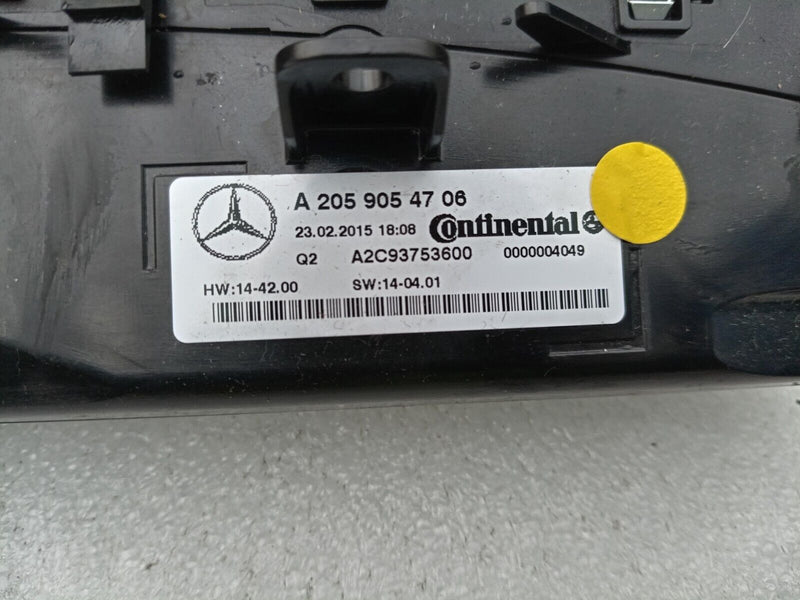 A 205 905 47 06
23.02.2015 18:08 Continental
Q2 A2C93753600 0000004049
HW:14-42.00 SW:14-04.01